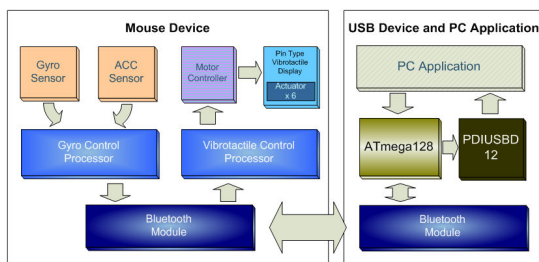 Mouse Device
USB Device and PC Application
Gyro
Sensor
ACC
Sensor
Motor
Controller
Pin Type
Vibrotactile
Display
Actuator
x 6
PC Application
Gyro Control
Processor
Vibrotactile Control
Processor
ATmega128
PDIUSBD
12
Bluetooth
Module
Bluetooth
Module